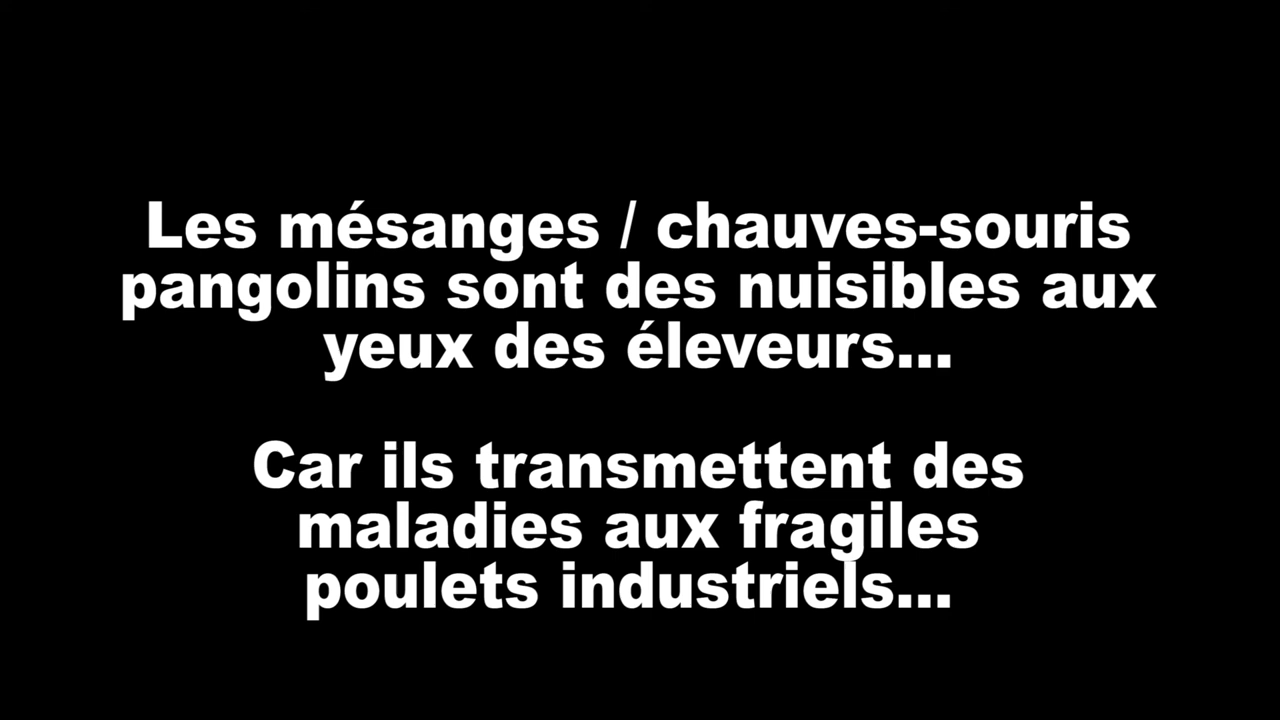 Les mésanges / chauves-souris
pangolins sont des nuisibles aux
yeux des éleveurs...
Car ils transmettent des
maladies aux fragiles
poulets industriels...